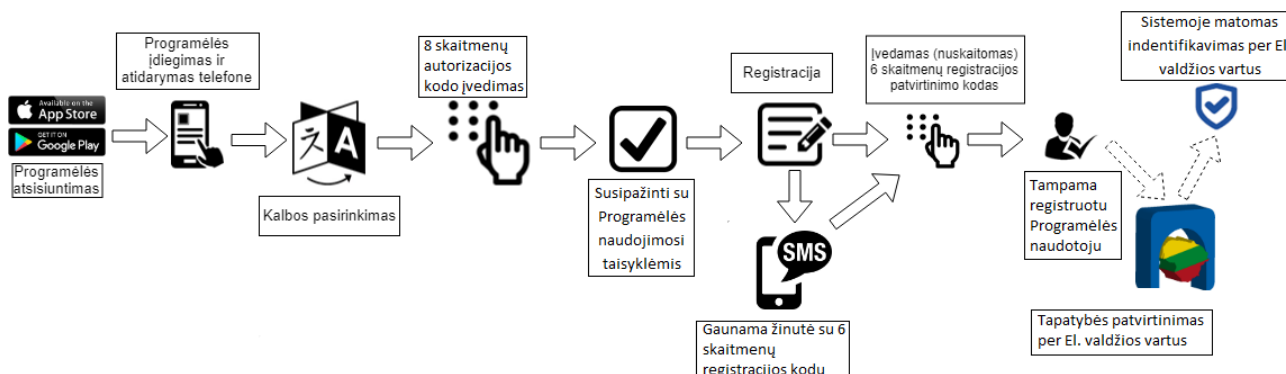 Available on the
App Store
GET IT ON
Google Play
Programėlės
atsisiuntimas
Programėlės
įdiegimas ir
atidarymas telefone
A
Kalbos pasirinkimas
8 skaitmenų
autorizacijos
kodo įvedimas
Susipažinti su
Programėlės
naudojimosi
taisyklėmis
Registracija
SMS
Gaunama žinutė su 6
skaitmenų
registracijos kodu
Įvedamas (nuskaitomas)
6 skaitmenų registracijos
patvirtinimo kodas
Tampama
registruotu
Programėlės
naudotoju
Tapatybės patvirtinimas
per El. valdžios vartus
Sistemoje matomas
indentifikavimas per El.
valdžios vartus